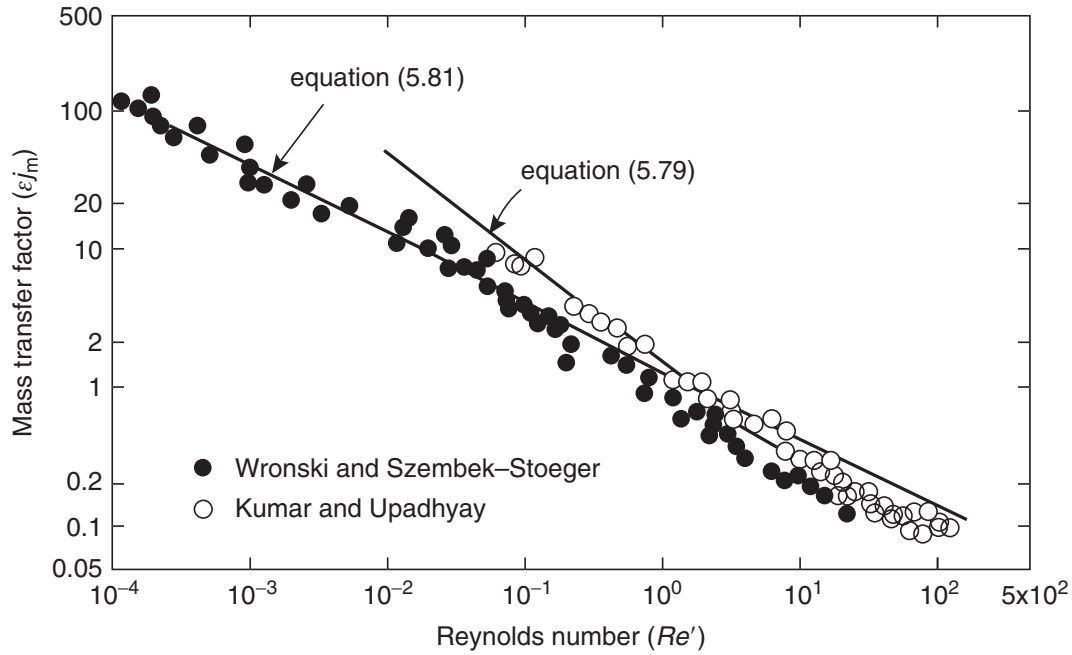 500
100
20
10
2
1
0.2
0.1
0.05
Mass transfer factor (εjₘ)
equation (5.81)
equation (5.79)
Wronski and Szembek–Stoeger
Kumar and Upadhyay
10⁻⁴ 10⁻³ 10⁻² 10⁻¹ 10⁰ 10¹ 10² 5x10²
Reynolds number (Re′)